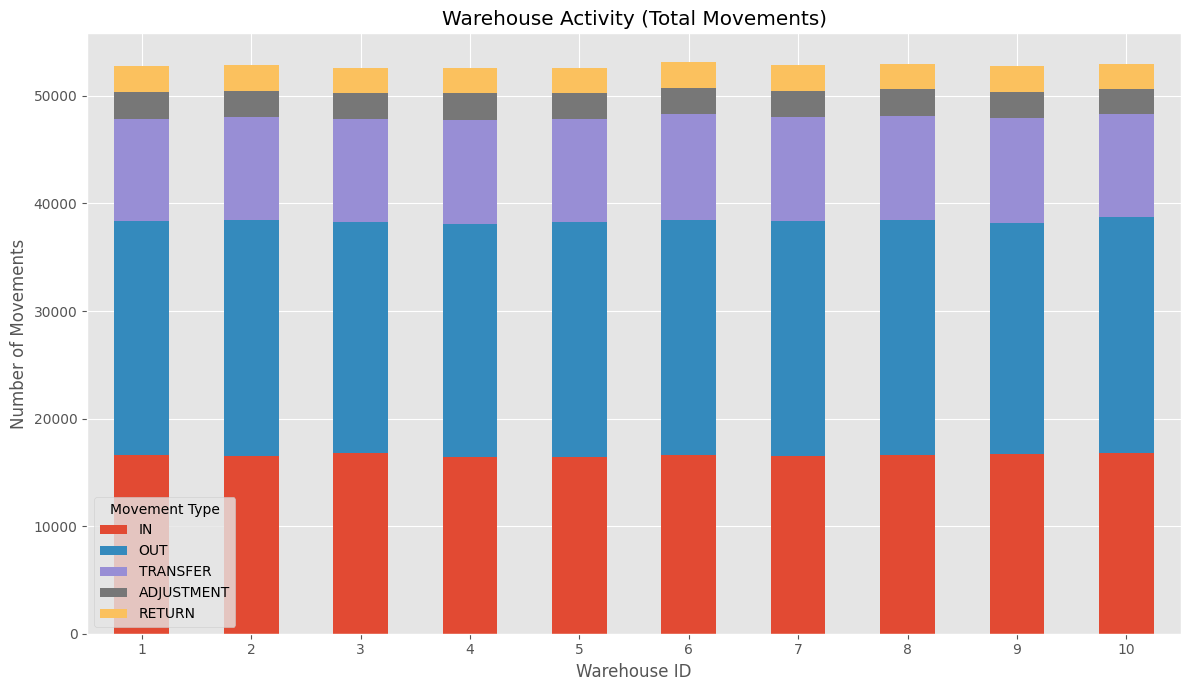 Warehouse Activity (Total Movements)
Number of Movements
50000
40000
30000
20000
10000
0
Movement Type
IN
OUT
TRANSFER
ADJUSTMENT
RETURN
1 2 3 4 5 6 7 8 9 10
Warehouse ID